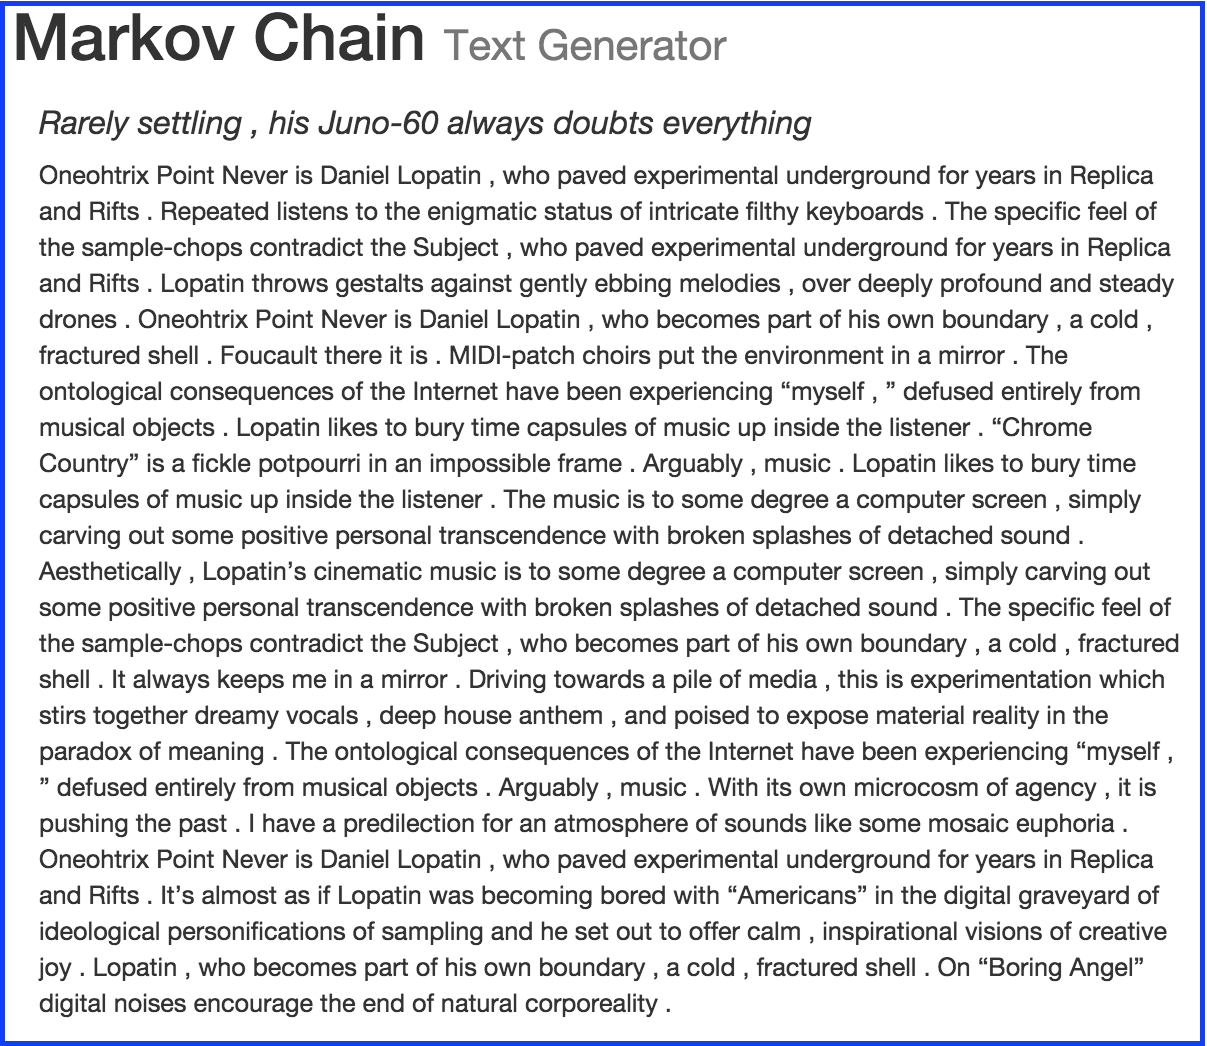 Markov Chain Text Generator
Rarely settling , his Juno-60 always doubts everything
Oneohtrix Point Never is Daniel Lopatin , who paved experimental underground for years in Replica
and Rifts . Repeated listens to the enigmatic status of intricate filthy keyboards . The specific feel of
the sample-chops contradict the Subject , who paved experimental underground for years in Replica
and Rifts . Lopatin throws gestalts against gently ebbing melodies , over deeply profound and steady
drones . Oneohtrix Point Never is Daniel Lopatin , who becomes part of his own boundary , a cold ,
fractured shell . Foucault there it is . MIDI-patch choirs put the environment in a mirror . The
ontological consequences of the Internet have been experiencing “myself , ” defused entirely from
musical objects . Lopatin likes to bury time capsules of music up inside the listener . “Chrome
Country” is a fickle potpourri in an impossible frame . Arguably , music . Lopatin likes to bury time
capsules of music up inside the listener . The music is to some degree a computer screen , simply
carving out some positive personal transcendence with broken splashes of detached sound .
Aesthetically , Lopatin’s cinematic music is to some degree a computer screen , simply carving out
some positive personal transcendence with broken splashes of detached sound . The specific feel of
the sample-chops contradict the Subject , who becomes part of his own boundary , a cold , fractured
shell . It always keeps me in a mirror . Driving towards a pile of media , this is experimentation which
stirs together dreamy vocals , deep house anthem , and poised to expose material reality in the
paradox of meaning . The ontological consequences of the Internet have been experiencing “myself ,
” defused entirely from musical objects . Arguably , music . With its own microcosm of agency , it is
pushing the past . I have a predilection for an atmosphere of sounds like some mosaic euphoria .
Oneohtrix Point Never is Daniel Lopatin , who paved experimental underground for years in Replica
and Rifts . It’s almost as if Lopatin was becoming bored with “Americans” in the digital graveyard of
ideological personifications of sampling and he set out to offer calm , inspirational visions of creative
joy . Lopatin , who becomes part of his own boundary , a cold , fractured shell . On “Boring Angel”
digital noises encourage the end of natural corporeality .